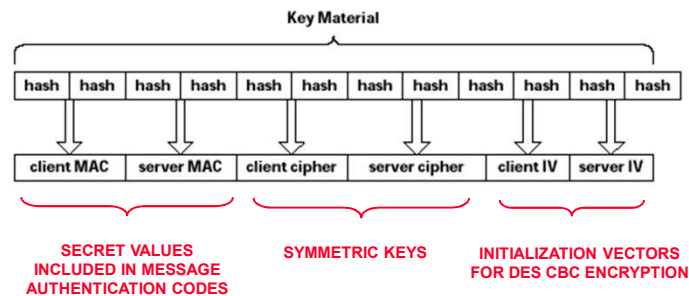 Key Material
hash hash hash hash hash hash hash hash hash hash hash hash
client MAC server MAC client cipher server cipher client IV server IV
SECRET VALUES
INCLUDED IN MESSAGE
AUTHENTICATION CODES
SYMMETRIC KEYS
INITIALIZATION VECTORS
FOR DES CBC ENCRYPTION